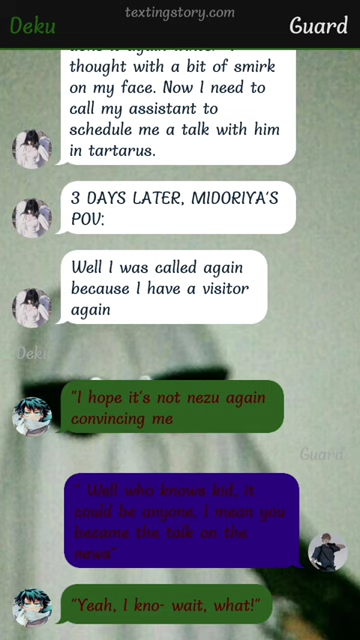 textingstory.com
Deku
Guard
thought with a bit of smirk
on my face. Now I need to
call my assistant to
schedule me a talk with him
in tartarus.
3 DAYS LATER, MIDORIYA'S
POV:
Well I was called again
because I have a visitor
again
Deku
"I hope it's not nezu again
convincing me
Guard
" Well who knows kid, it
could be anyone, I mean you
became the talk on the
news"
"Yeah, I kno- wait, what!"